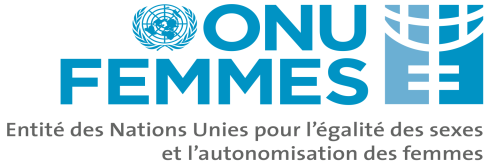 ONU
FEMMES
Entité des Nations Unies pour l’égalité des sexes
et l’autonomisation des femmes